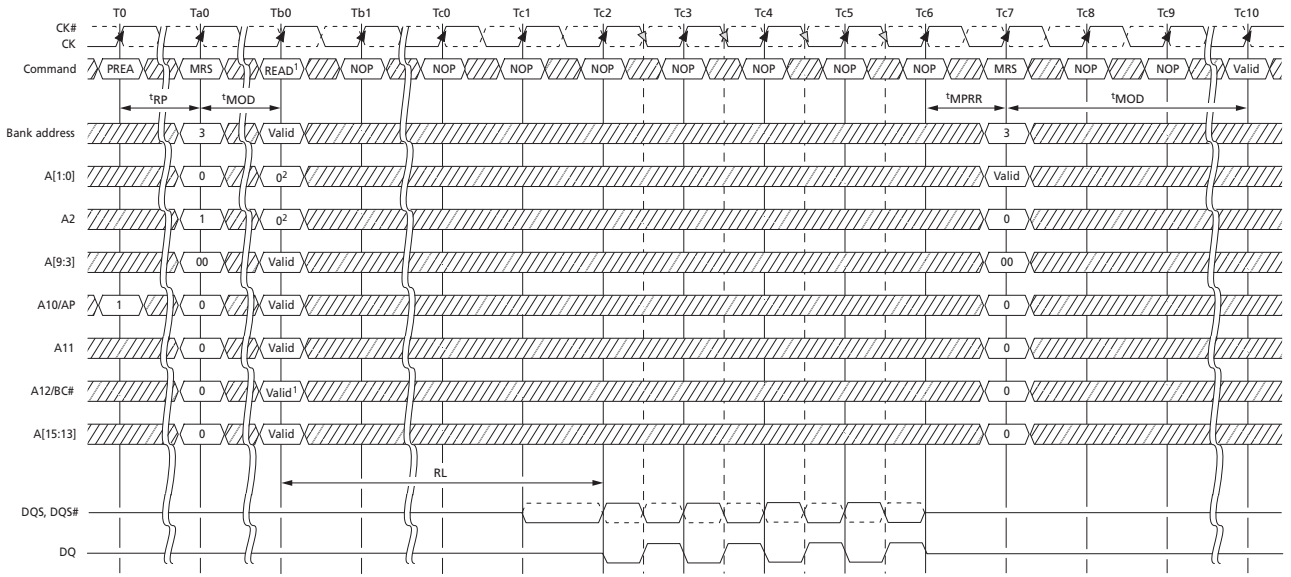 T0 Ta0 Tb0 Tb1 Tc0 Tc1 Tc2 Tc3 Tc4 Tc5 Tc6 Tc7 Tc8 Tc9 Tc10
CK#
CK
Command PREA MRS READ¹ NOP NOP NOP NOP NOP NOP NOP NOP MRS NOP NOP Valid
tRP tMOD tMPRR tMOD
Bank address 3 Valid 3
A[1:0] 0 0² Valid
A2 1 0² 0
A[9:3] 00 Valid 00
A10/AP 1 0 Valid 0
A11 0 Valid 0
A12/BC# 0 Valid¹ 0
A[15:13] 0 Valid 0
RL
DQS, DQS#
DQ